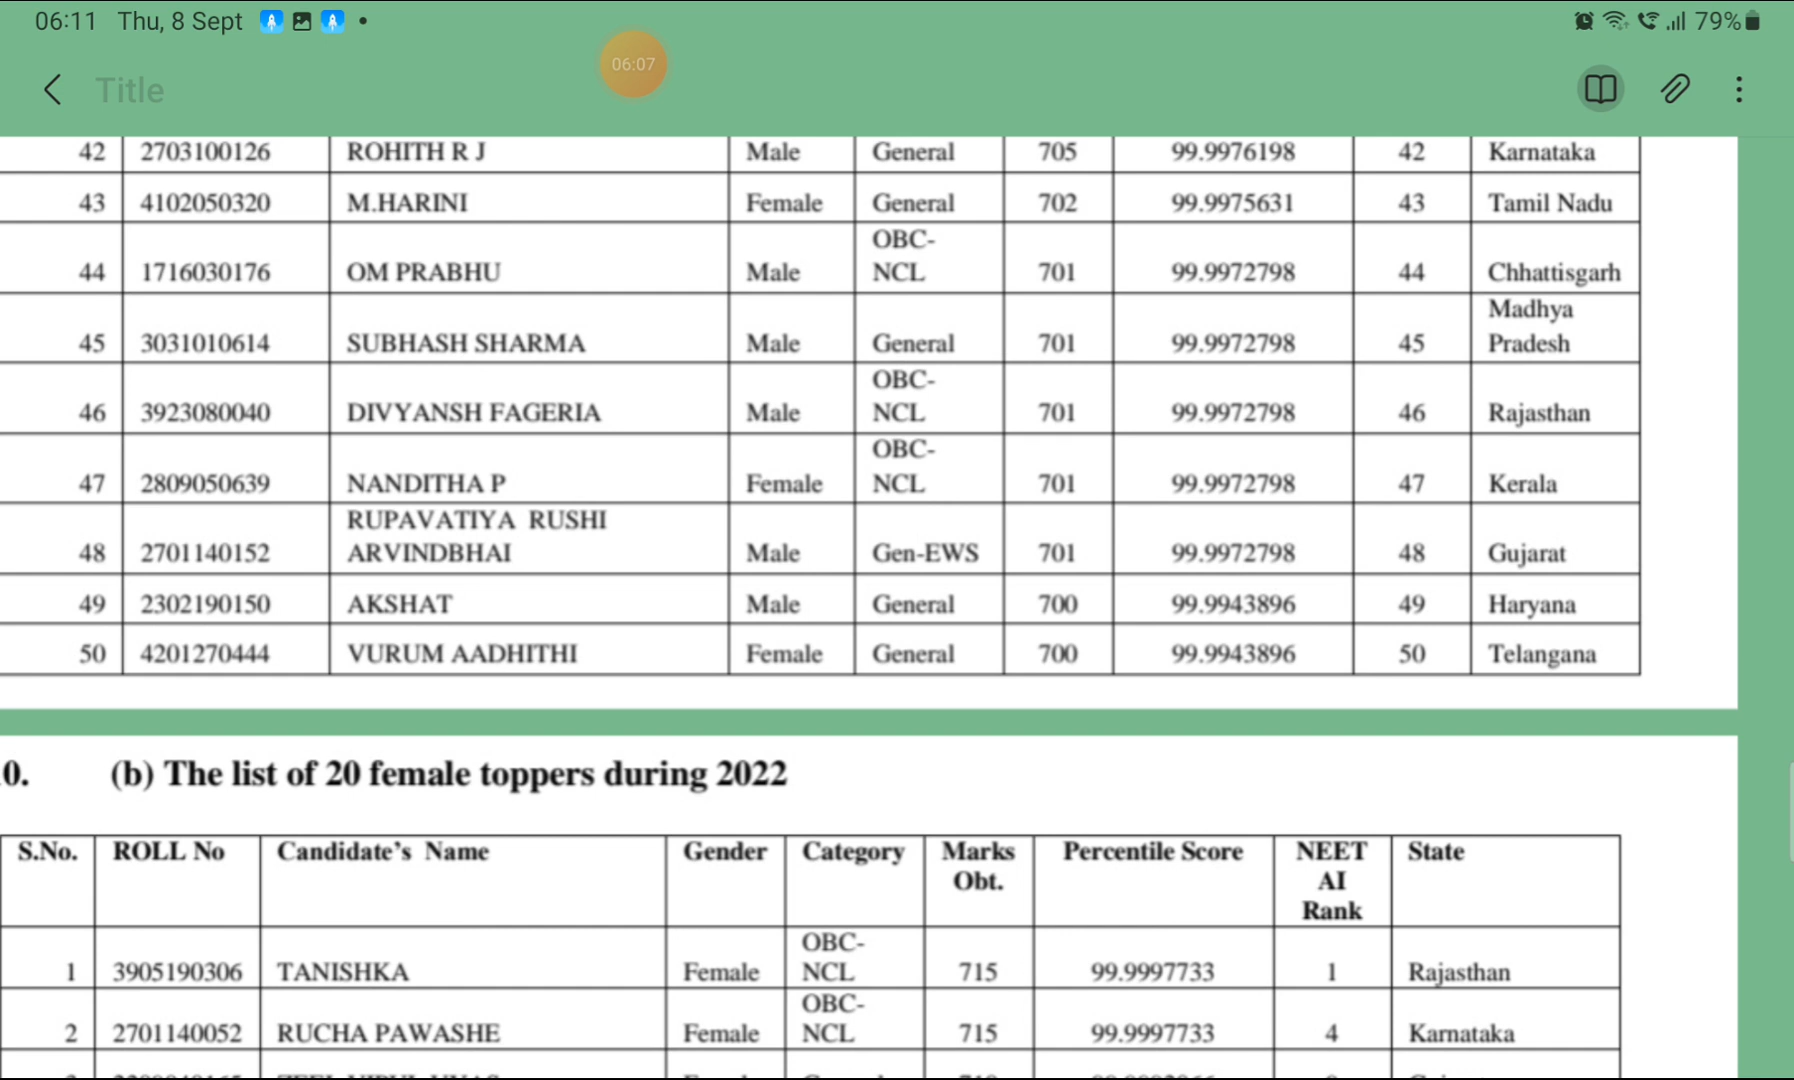 06:11 Thu, 8 Sept
79%
06:07
Title
42 2703100126 ROHITH R J Male General 705 99.9976198 42 Karnataka
43 4102050320 M.HARINI Female General 702 99.9975631 43 Tamil Nadu
OBC-
44 1716030176 OM PRABHU Male NCL 701 99.9972798 44 Chhattisgarh
Madhya
45 3031010614 SUBHASH SHARMA Male General 701 99.9972798 45 Pradesh
OBC-
46 3923080040 DIVYANSH FAGERIA Male NCL 701 99.9972798 46 Rajasthan
OBC-
47 2809050639 NANDITHA P Female NCL 701 99.9972798 47 Kerala
RUPAVATIYA RUSHI
48 2701140152 ARVINDBHAI Male Gen-EWS 701 99.9972798 48 Gujarat
49 2302190150 AKSHAT Male General 700 99.9943896 49 Haryana
50 4201270444 VURUM AADHITHI Female General 700 99.9943896 50 Telangana
0. (b) The list of 20 female toppers during 2022
S.No. ROLL No Candidate's Name Gender Category Marks Percentile Score NEET State
Obt. AI
Rank
OBC-
1 3905190306 TANISHKA Female NCL 715 99.9997733 1 Rajasthan
OBC-
2 2701140052 RUCHA PAWASHE Female NCL 715 99.9997733 4 Karnataka